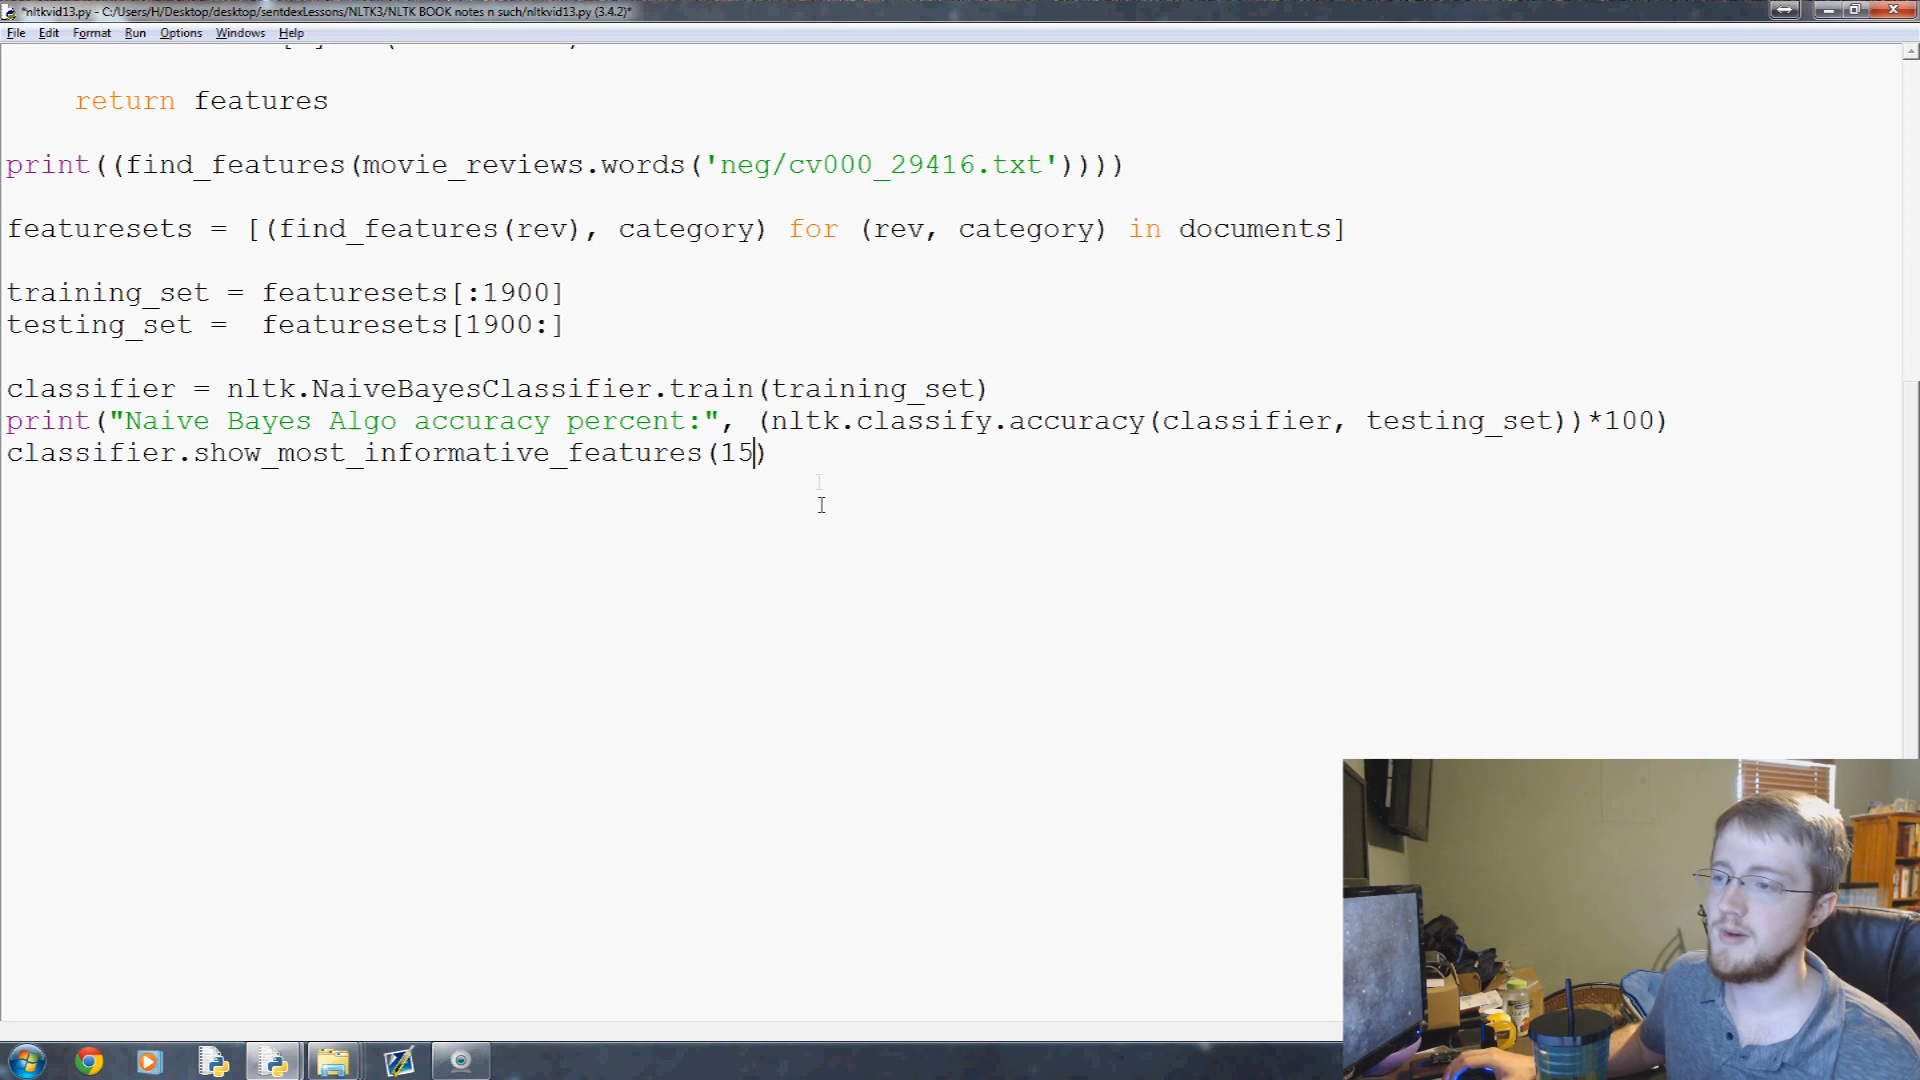 *nltkvid13.py - C:/Users/H/Desktop/desktop/sentdexLessons/NLTK3/NLTK BOOK notes n such/nltkvid13.py (3.4.2)*
File Edit Format Run Options Windows Help
return features
print((find_features(movie_reviews.words('neg/cv000_29416.txt'))))
featuresets = [(find_features(rev), category) for (rev, category) in documents]
training_set = featuresets[:1900]
testing_set =  featuresets[1900:]
classifier = nltk.NaiveBayesClassifier.train(training_set)
print("Naive Bayes Algo accuracy percent:", (nltk.classify.accuracy(classifier, testing_set))*100)
classifier.show_most_informative_features(15)